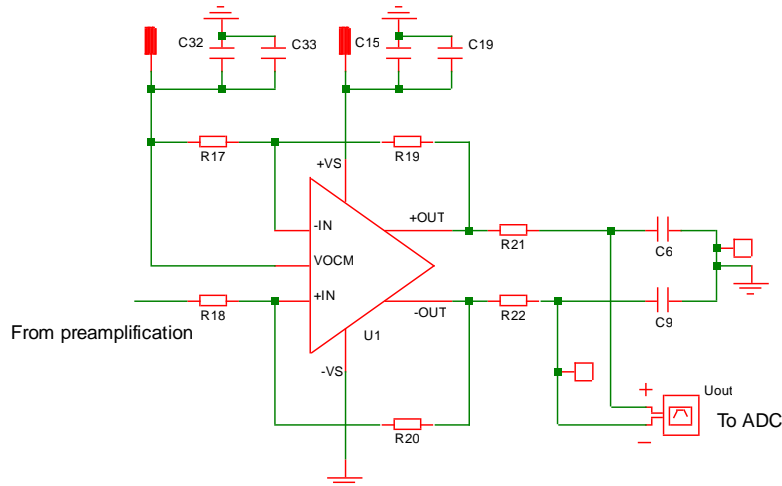 C32
C33
C15
C19
R17
R19
+VS
-IN
+OUT
VOCM
R21
C6
+IN
-OUT
R18
R22
C9
From preamplification
U1
-VS
+
Uout
To ADC
R20
−